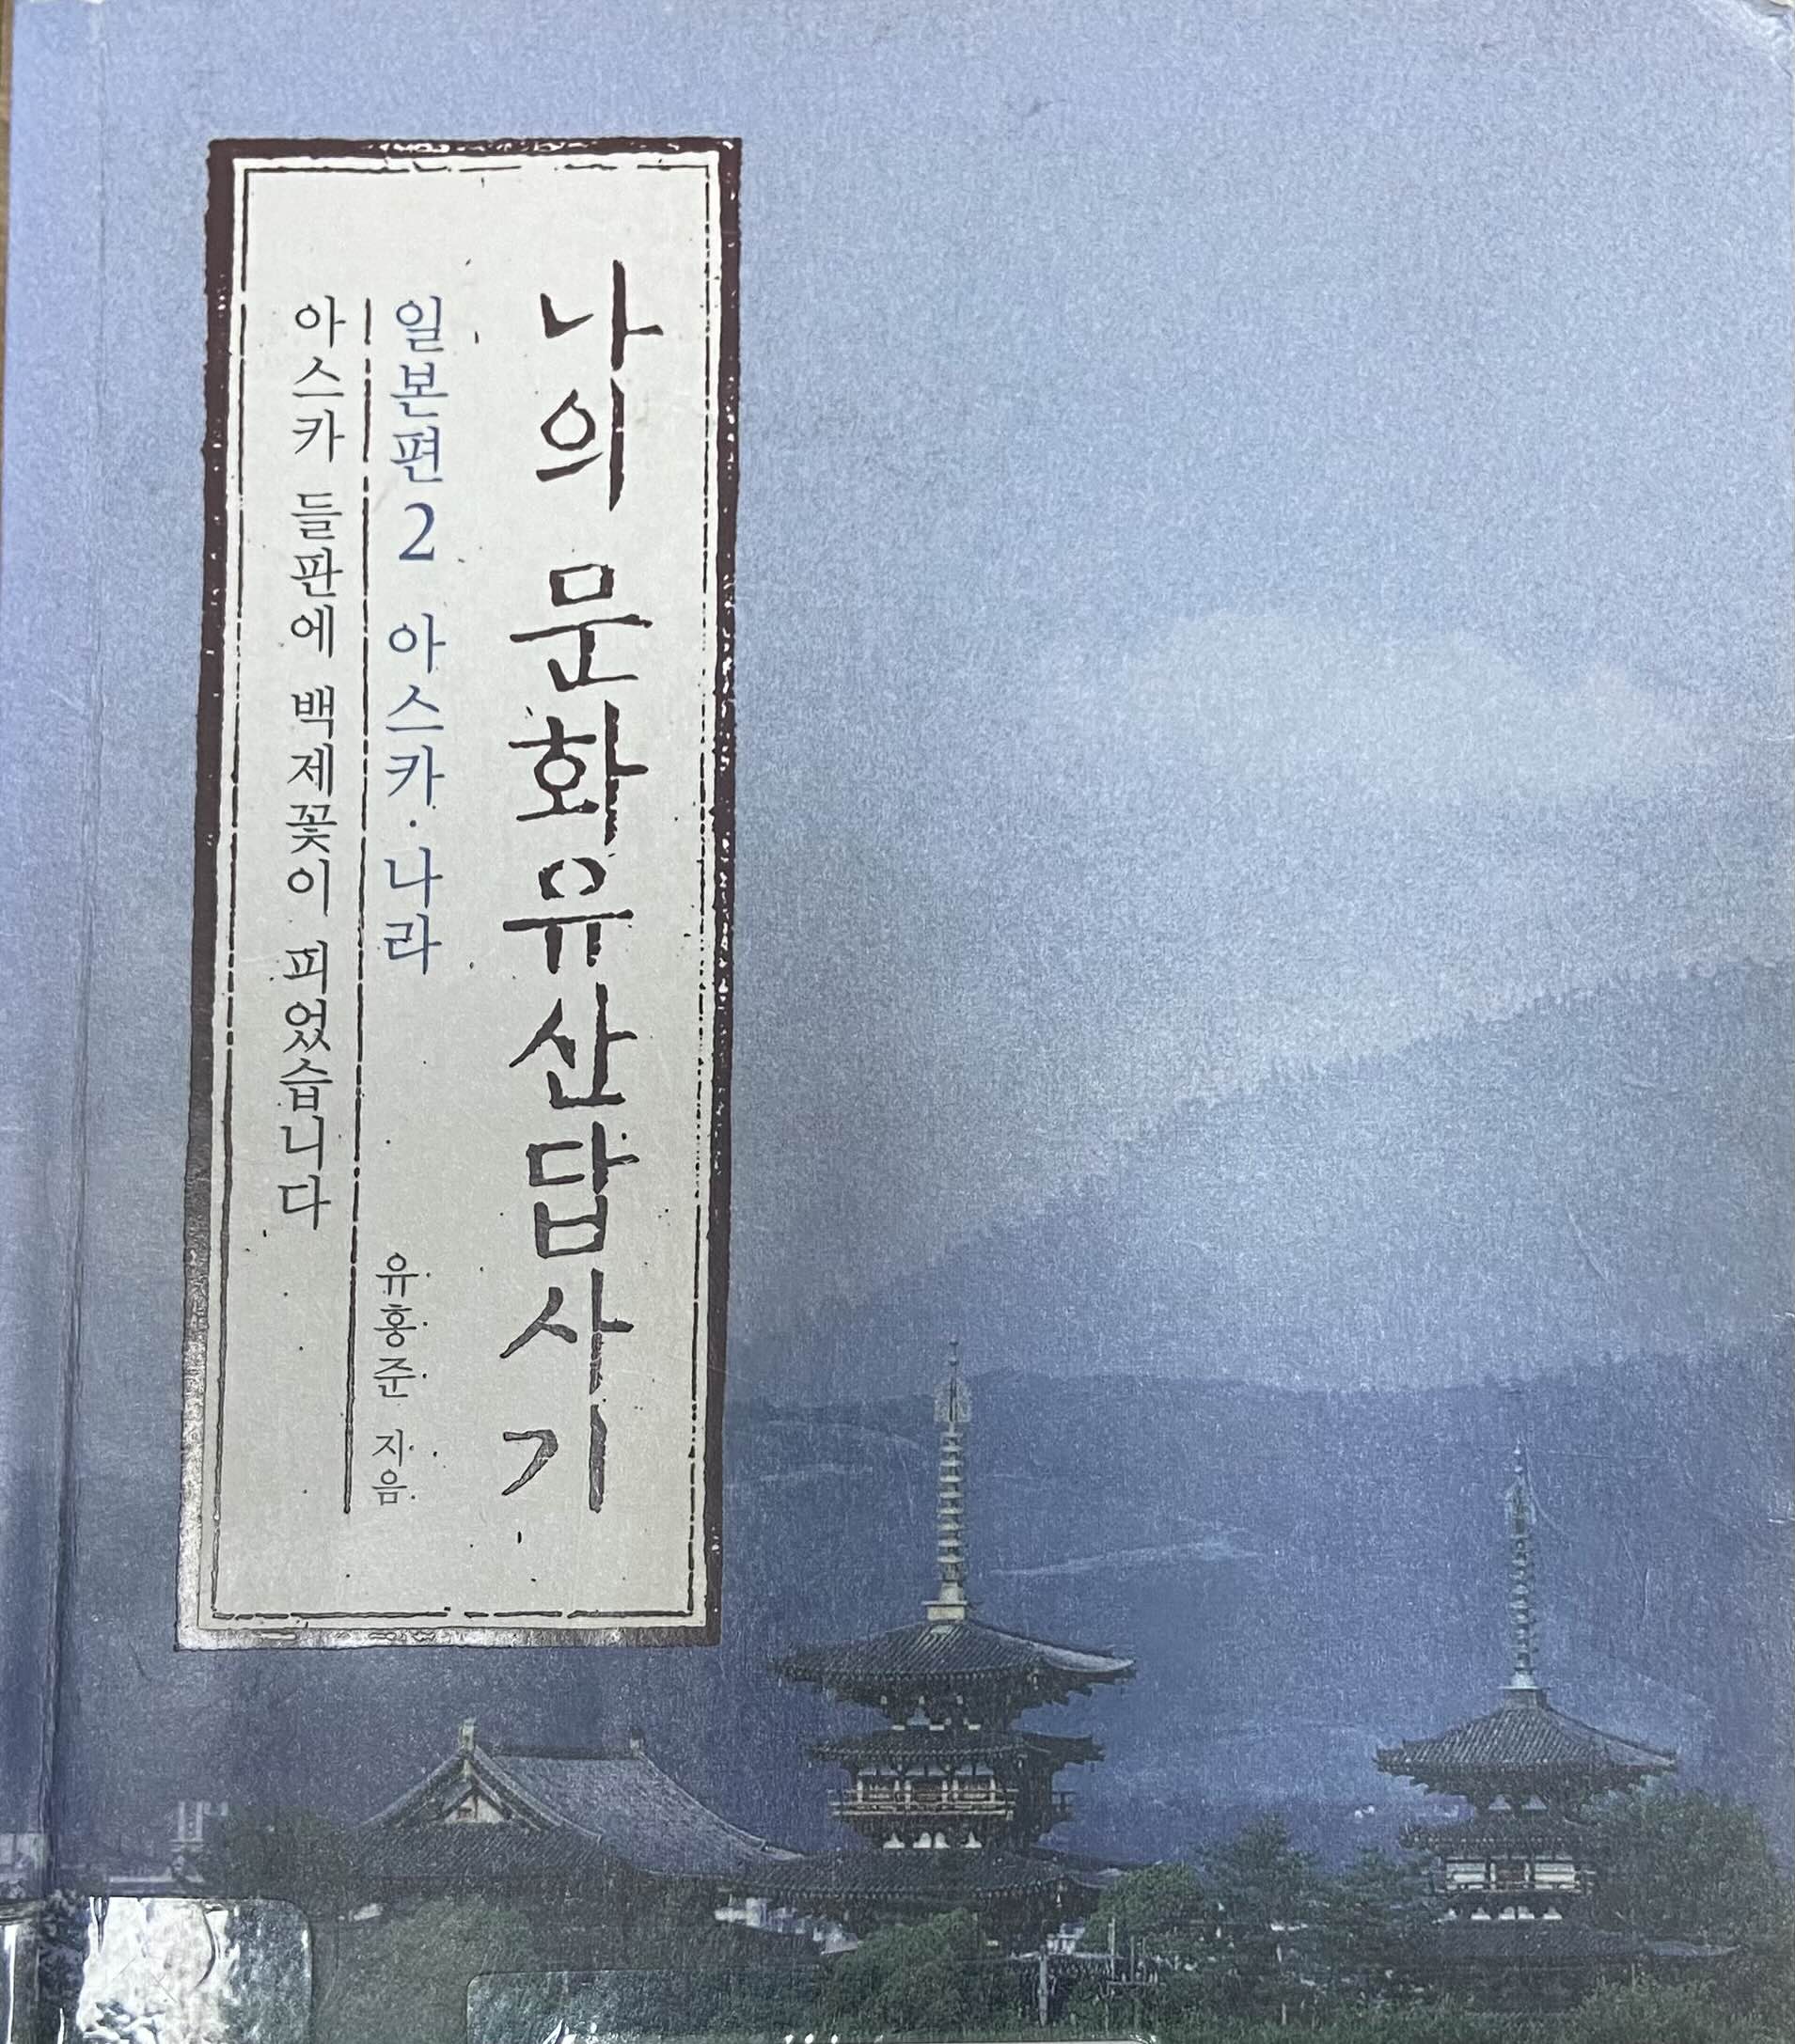 나의 문화유산답사기
일본편 2 아스카·나라
유홍준 지음
아스카 들판에 백제꽃이 피었습니다